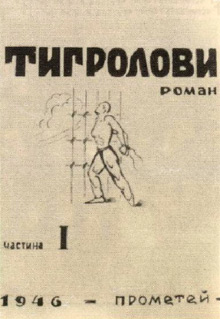 ТИГРОЛОВИ
РОМАН
частина I
1946 – ПРОМЕТЕЙ –